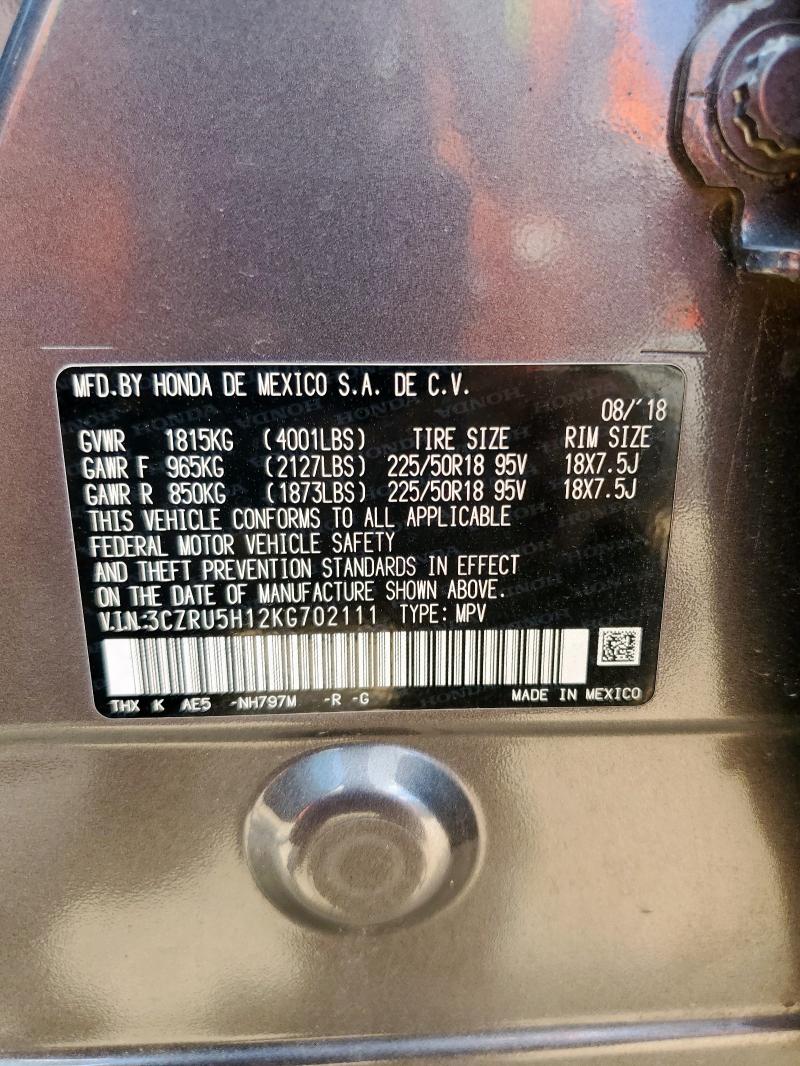 MFD.BY HONDA DE MEXICO S.A. DE C.V.
08/'18
GVWR 1815KG (4001LBS) TIRE SIZE RIM SIZE
GAWR F 965KG (2127LBS) 225/50R18 95V 18X7.5J
GAWR R 850KG (1873LBS) 225/50R18 95V 18X7.5J
THIS VEHICLE CONFORMS TO ALL APPLICABLE
FEDERAL MOTOR VEHICLE SAFETY
AND THEFT PREVENTION STANDARDS IN EFFECT
ON THE DATE OF MANUFACTURE SHOWN ABOVE.
V.I.N:3CZRU5H12KG702111 TYPE: MPV
THX K AE5 -NH797M -R -G MADE IN MEXICO